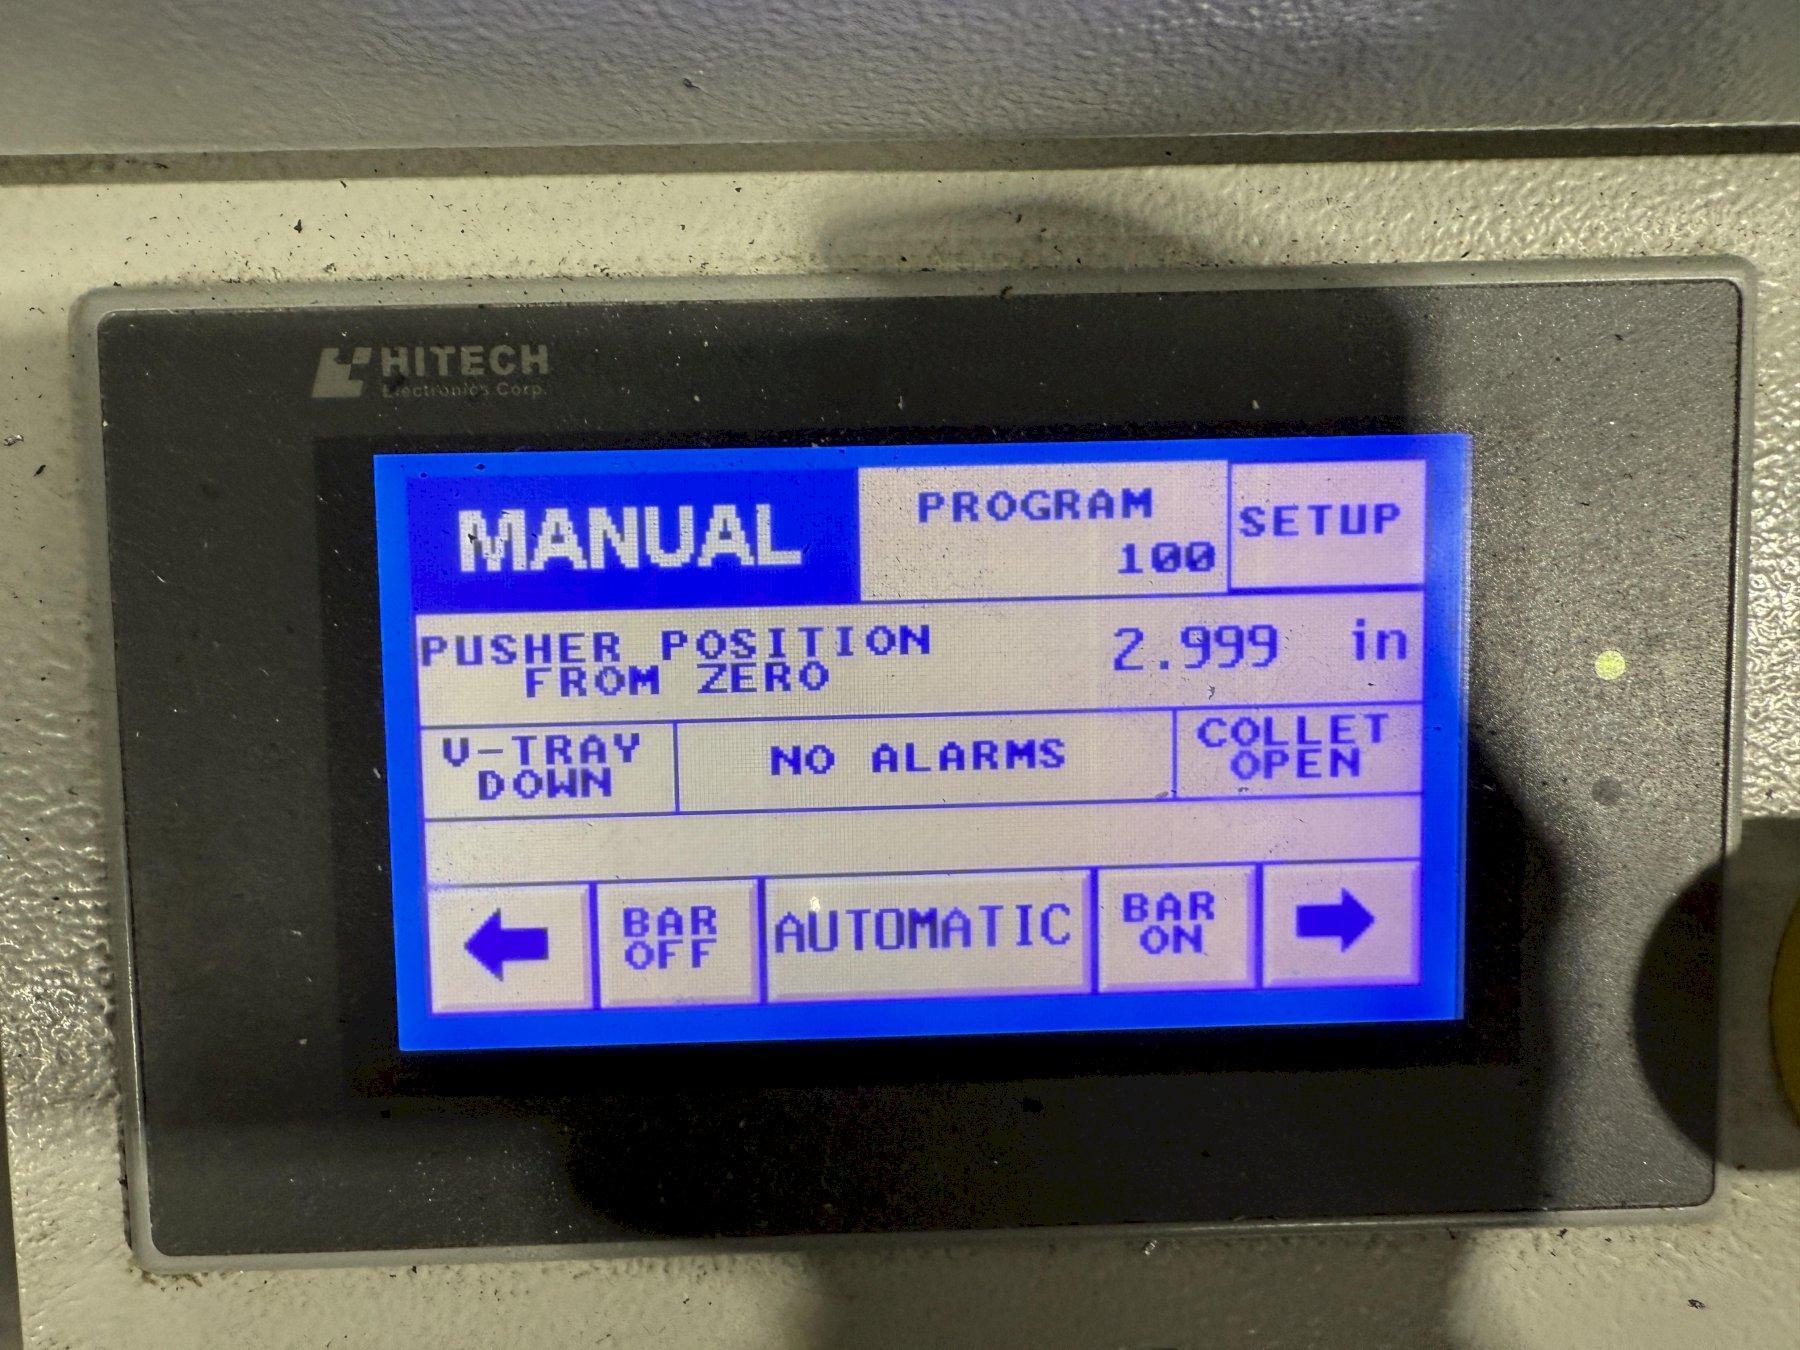 HITECH
Electronics Corp.
MANUAL
PROGRAM
100
SETUP
PUSHER POSITION
FROM ZERO
2.999 in
V-TRAY
DOWN
NO ALARMS
COLLET
OPEN
BAR
OFF
AUTOMATIC
BAR
ON